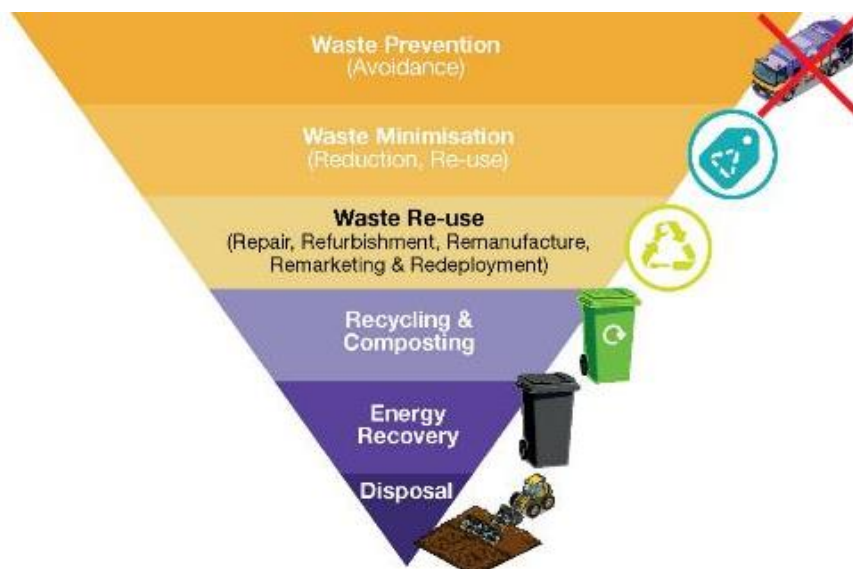 Waste Prevention
(Avoidance)
Waste Minimisation
(Reduction, Re-use)
Waste Re-use
(Repair, Refurbishment, Remanufacture,
Remarketing & Redeployment)
Recycling &
Composting
Energy
Recovery
Disposal